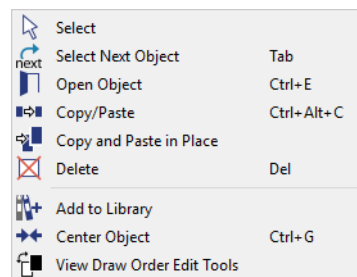 Select
next Select Next Object Tab
Open Object Ctrl+E
Copy/Paste Ctrl+Alt+C
Copy and Paste in Place
Delete Del
Add to Library
Center Object Ctrl+G
View Draw Order Edit Tools